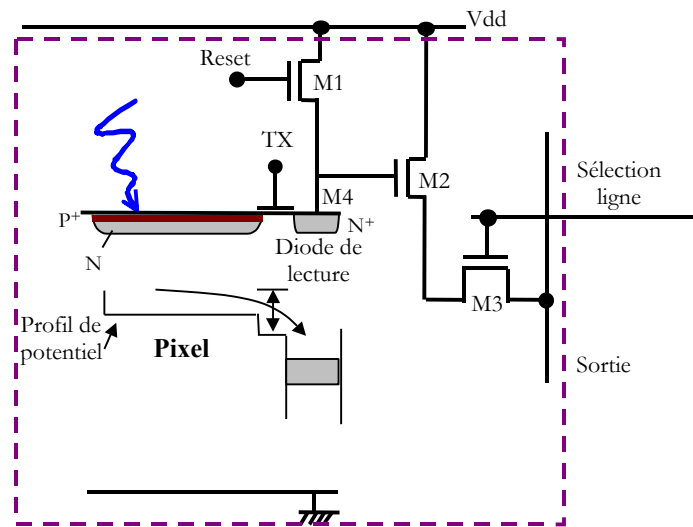 Vdd
Reset
M1
TX
M2
Sélection
ligne
M4
P+
N+
Diode de
lecture
N
M3
Profil de
potentiel
Pixel
Sortie